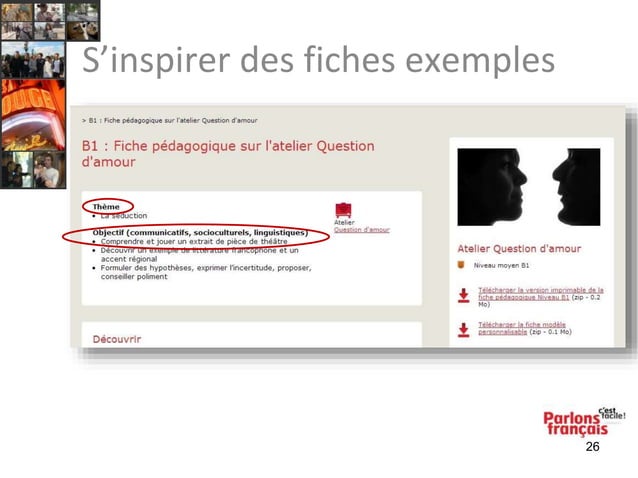 S’inspirer des fiches exemples
> B1 : Fiche pédagogique sur l'atelier Question d'amour
B1 : Fiche pédagogique sur l'atelier Question
d'amour
Thème
• La séduction
Objectif (communicatifs, socioculturels, linguistiques)
• Comprendre et jouer un extrait de pièce de théâtre
• Découvrir un exemple de littérature francophone et un
accent régional
• Formuler des hypothèses, exprimer l'incertitude, proposer,
conseiller poliment
Atelier
Question d'amour
Découvrir
Atelier Question d'amour
Niveau moyen B1
Télécharger la version imprimable de la
fiche pédagogique Niveau B1 (zip - 0.2
Mo)
Télécharger la fiche modèle
personnalisable (zip - 0.1 Mo)
Parlons
français
c'est
facile!
26